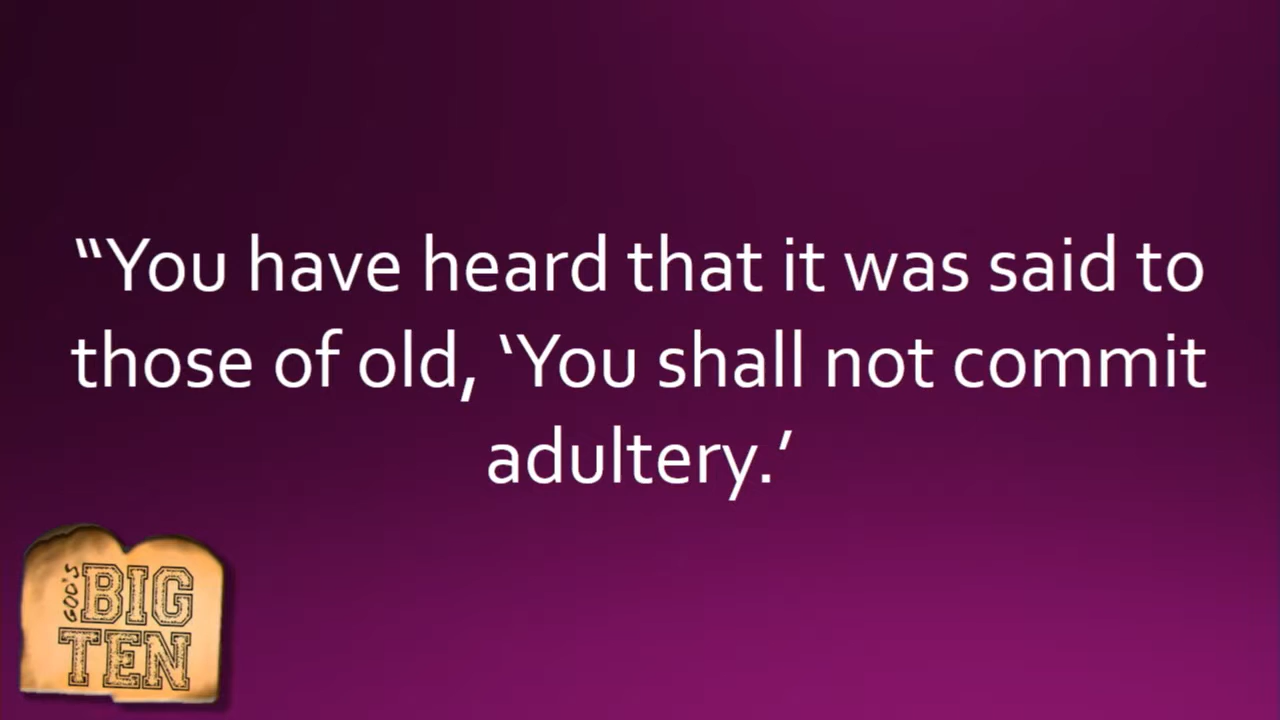 “You have heard that it was said to
those of old, ‘You shall not commit
adultery.’
GOD'S
BIG
TEN